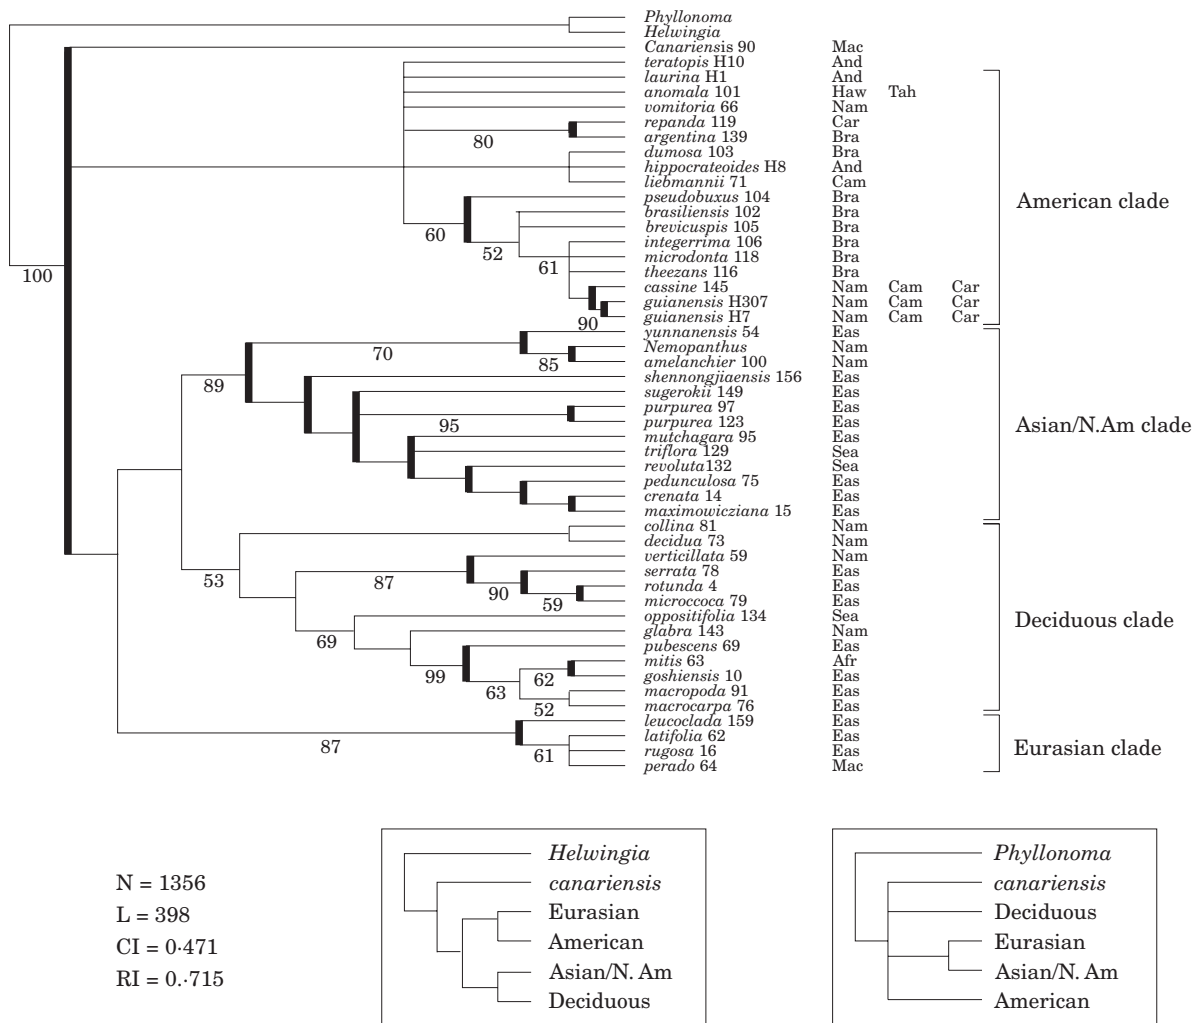 Phyllonoma
Helwingia
Canariensis 90 Mac
teratopis H10 And
laurina H1 And
anomala 101 Haw Tah
vomitoria 66 Nam
repanda 119 Car
80
argentina 139 Bra
dumosa 103 Bra
hippocrateoides H8 And
liebmannii 71 Cam
pseudobuxus 104 Bra
American clade
brasiliensis 102 Bra
60
brevicuspis 105 Bra
52
integerrima 106 Bra
microdonta 118 Bra
61
theezans 116 Bra
100
cassine 145 Nam Cam Car
guianensis H307 Nam Cam Car
guianensis H7 Nam Cam Car
90
yunnanensis 54 Eas
Nemopanthus Nam
70
amelanchier 100 Nam
85
shennongjiaensis 156 Eas
89
sugerokii 149 Eas
purpurea 97 Eas
purpurea 123 Eas
95
Asian/N.Am clade
mutchagara 95 Eas
triflora 129 Sea
revoluta132 Sea
pedunculosa 75 Eas
crenata 14 Eas
maximowicziana 15 Eas
collina 81 Nam
decidua 73 Nam
verticillata 59 Nam
serrata 78 Eas
53
87
rotunda 4 Eas
90
microccoca 79 Eas
59
oppositifolia 134 Sea
Deciduous clade
glabra 143 Nam
69
pubescens 69 Eas
mitis 63 Afr
99
62
goshiensis 10 Eas
63
macropoda 91 Eas
macrocarpa 76 Eas
52
leucoclada 159 Eas
latifolia 62 Eas
87
rugosa 16 Eas
61
Eurasian clade
perado 64 Mac
N = 1356
L = 398
CI = 0·471
RI = 0.·715
Helwingia
canariensis
Eurasian
American
Asian/N. Am
Deciduous
Phyllonoma
canariensis
Deciduous
Eurasian
Asian/N. Am
American